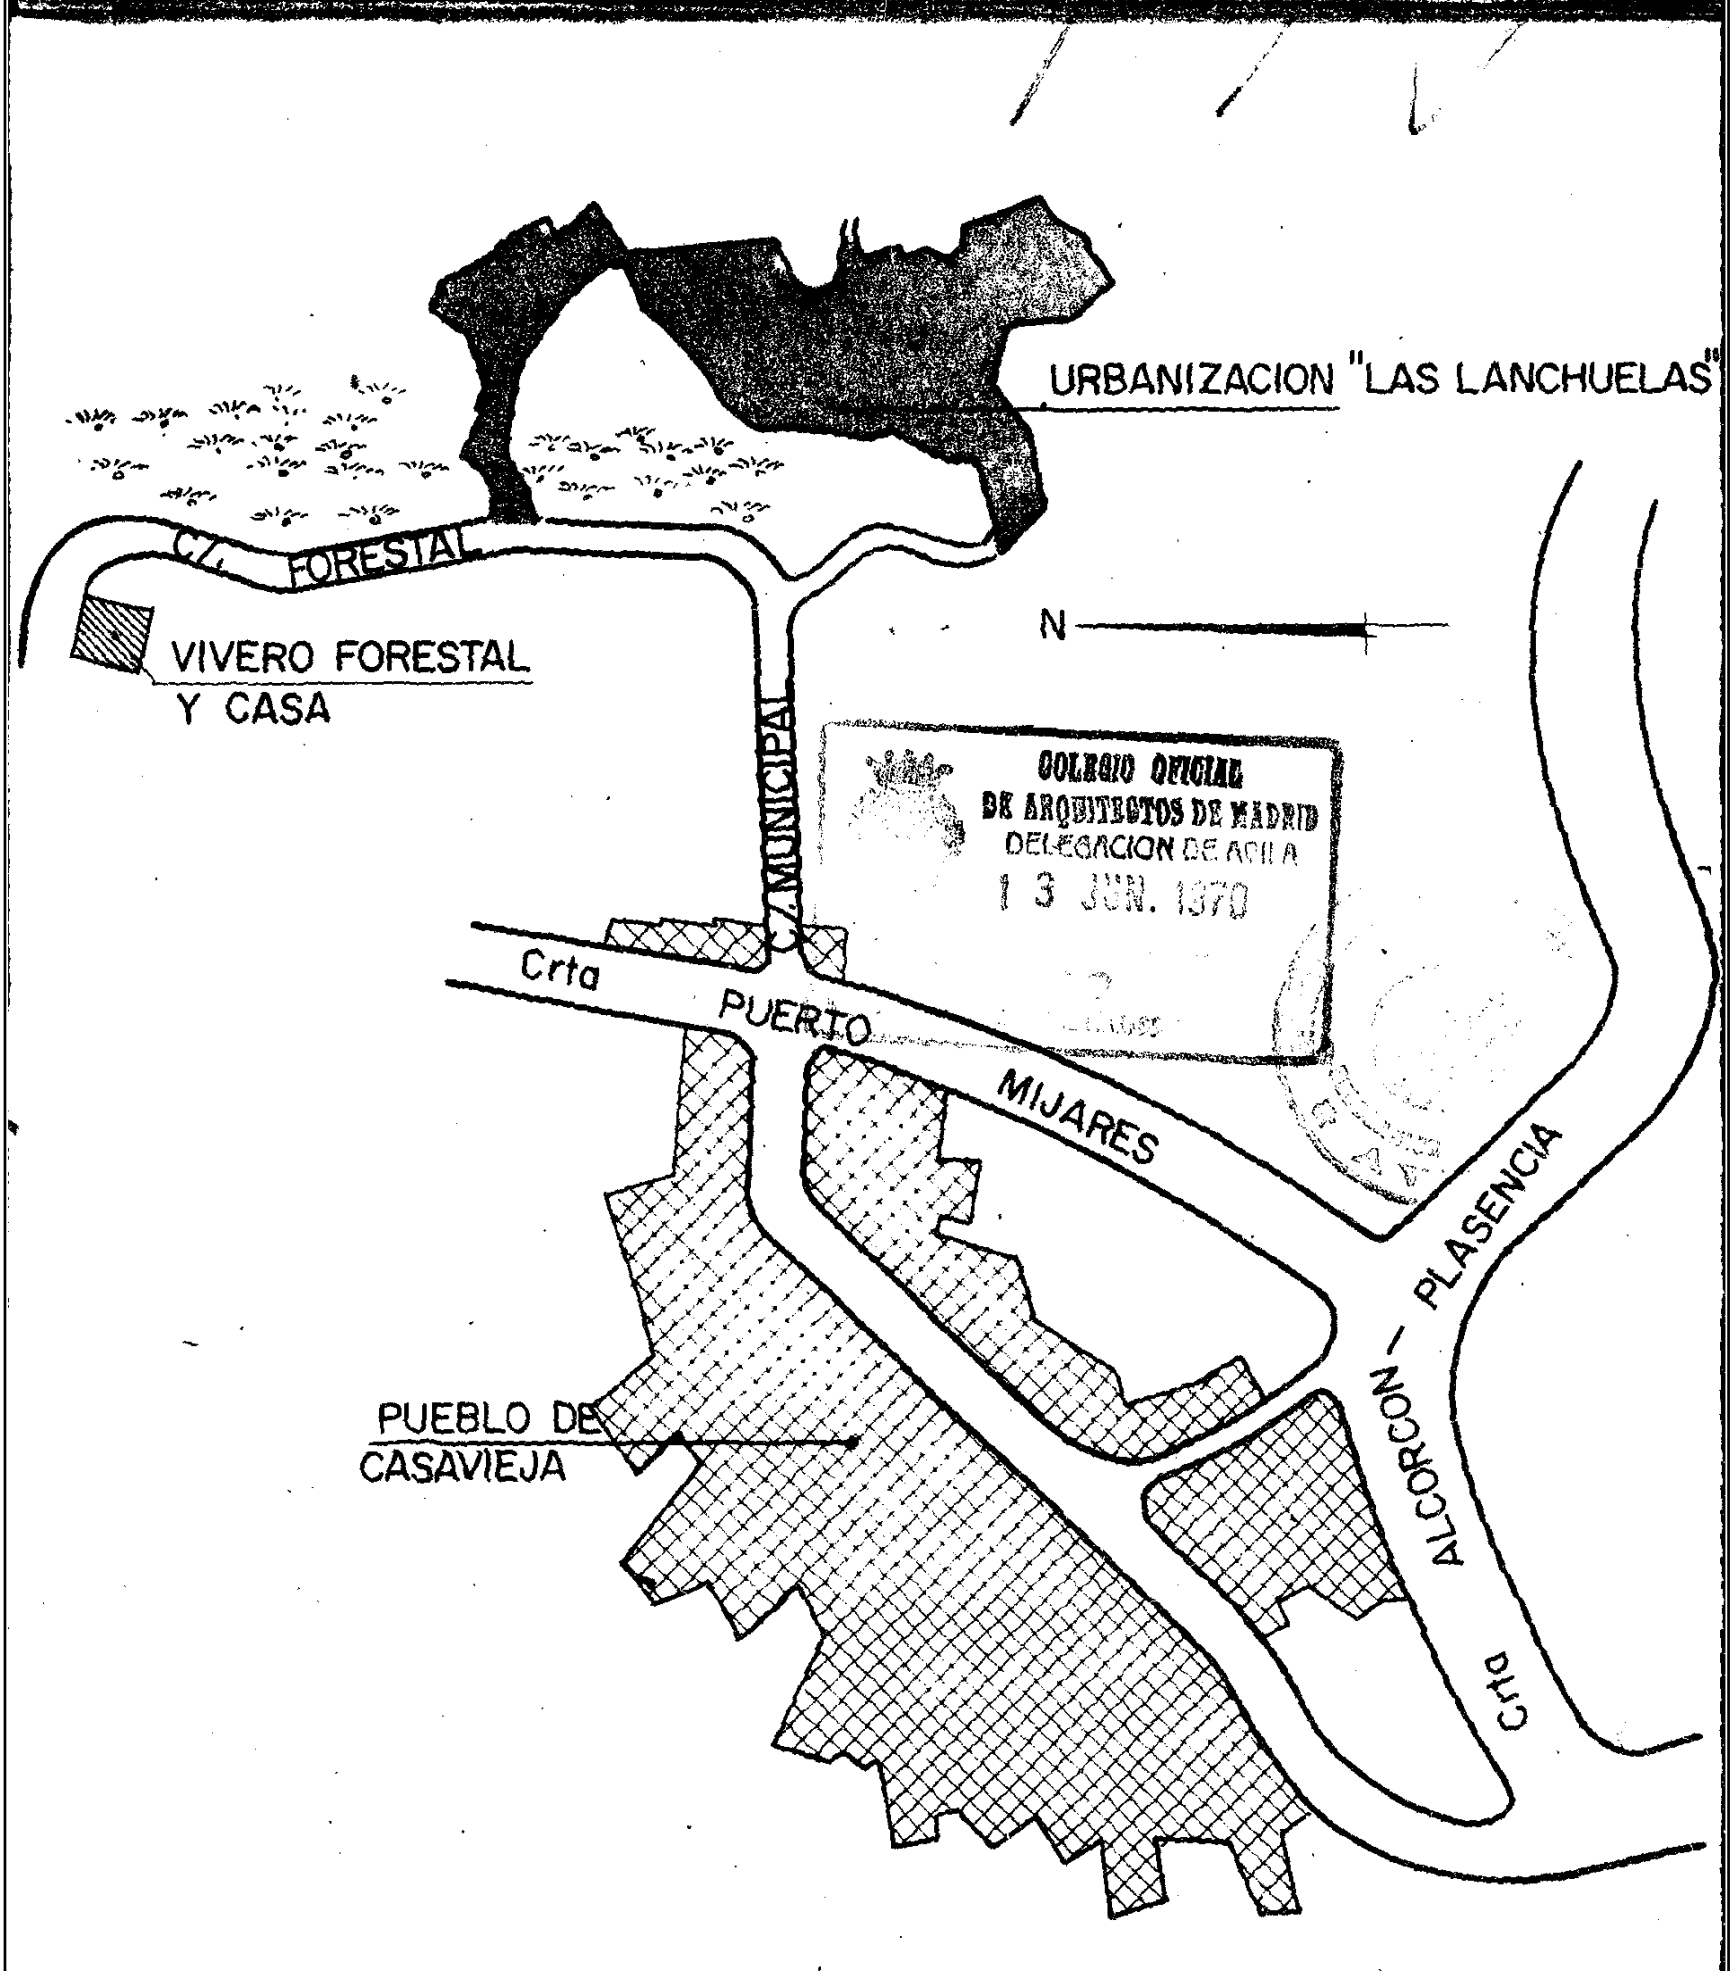 URBANIZACION "LAS LANCHUELAS"
Cz. FORESTAL
N
VIVERO FORESTAL
Y CASA
Cz. MUNICIPAL
COLEGIO OFICIAL
DE ARQUITECTOS DE MADRID
DELEGACION DE AVILA
13 JUN. 1970
Crta PUERTO MIJARES
PUEBLO DE
CASAVIEJA
Crta ALCORCON - PLASENCIA